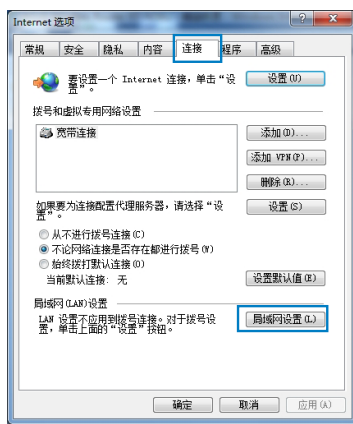 Internet 选项
常规 安全 隐私 内容 连接 程序 高级
要设置一个 Internet 连接，单击“设置”。
设置(U)
拨号和虚拟专用网络设置
宽带连接
添加(D)...
添加 VPN(P)...
删除(R)...
如果要为连接配置代理服务器，请选择“设置”。
设置(S)
从不进行拨号连接(C)
不论网络连接是否存在都进行拨号(W)
始终拨打默认连接(O)
当前默认连接: 无
设置默认值(E)
局域网(LAN)设置
LAN 设置不应用到拨号连接。对于拨号设置，单击上面的“设置”按钮。
局域网设置(L)
确定 取消 应用(A)